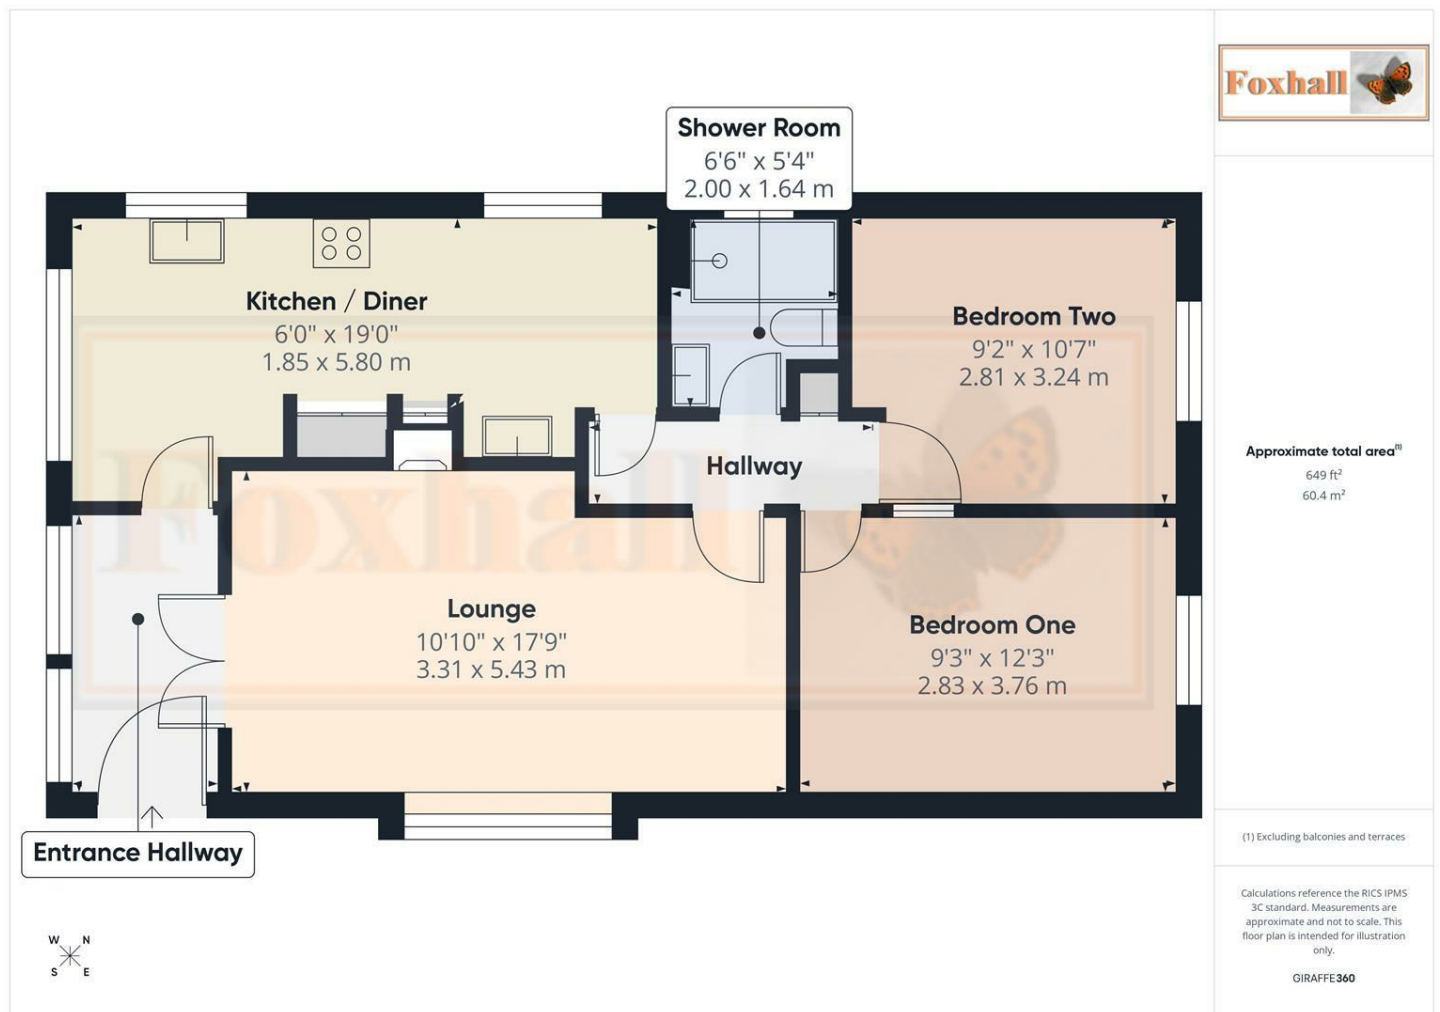 Foxhall
Shower Room
6'6" x 5'4"
2.00 x 1.64 m
Kitchen / Diner
6'0" x 19'0"
1.85 x 5.80 m
Bedroom Two
9'2" x 10'7"
2.81 x 3.24 m
Hallway
Foxhall
Lounge
10'10" x 17'9"
3.31 x 5.43 m
Bedroom One
9'3" x 12'3"
2.83 x 3.76 m
Entrance Hallway
W N
S E
Approximate total area(1)
649 ft²
60.4 m²
(1) Excluding balconies and terraces
Calculations reference the RICS IPMS
3C standard. Measurements are
approximate and not to scale. This
floor plan is intended for illustration
only.
GIRAFFE360